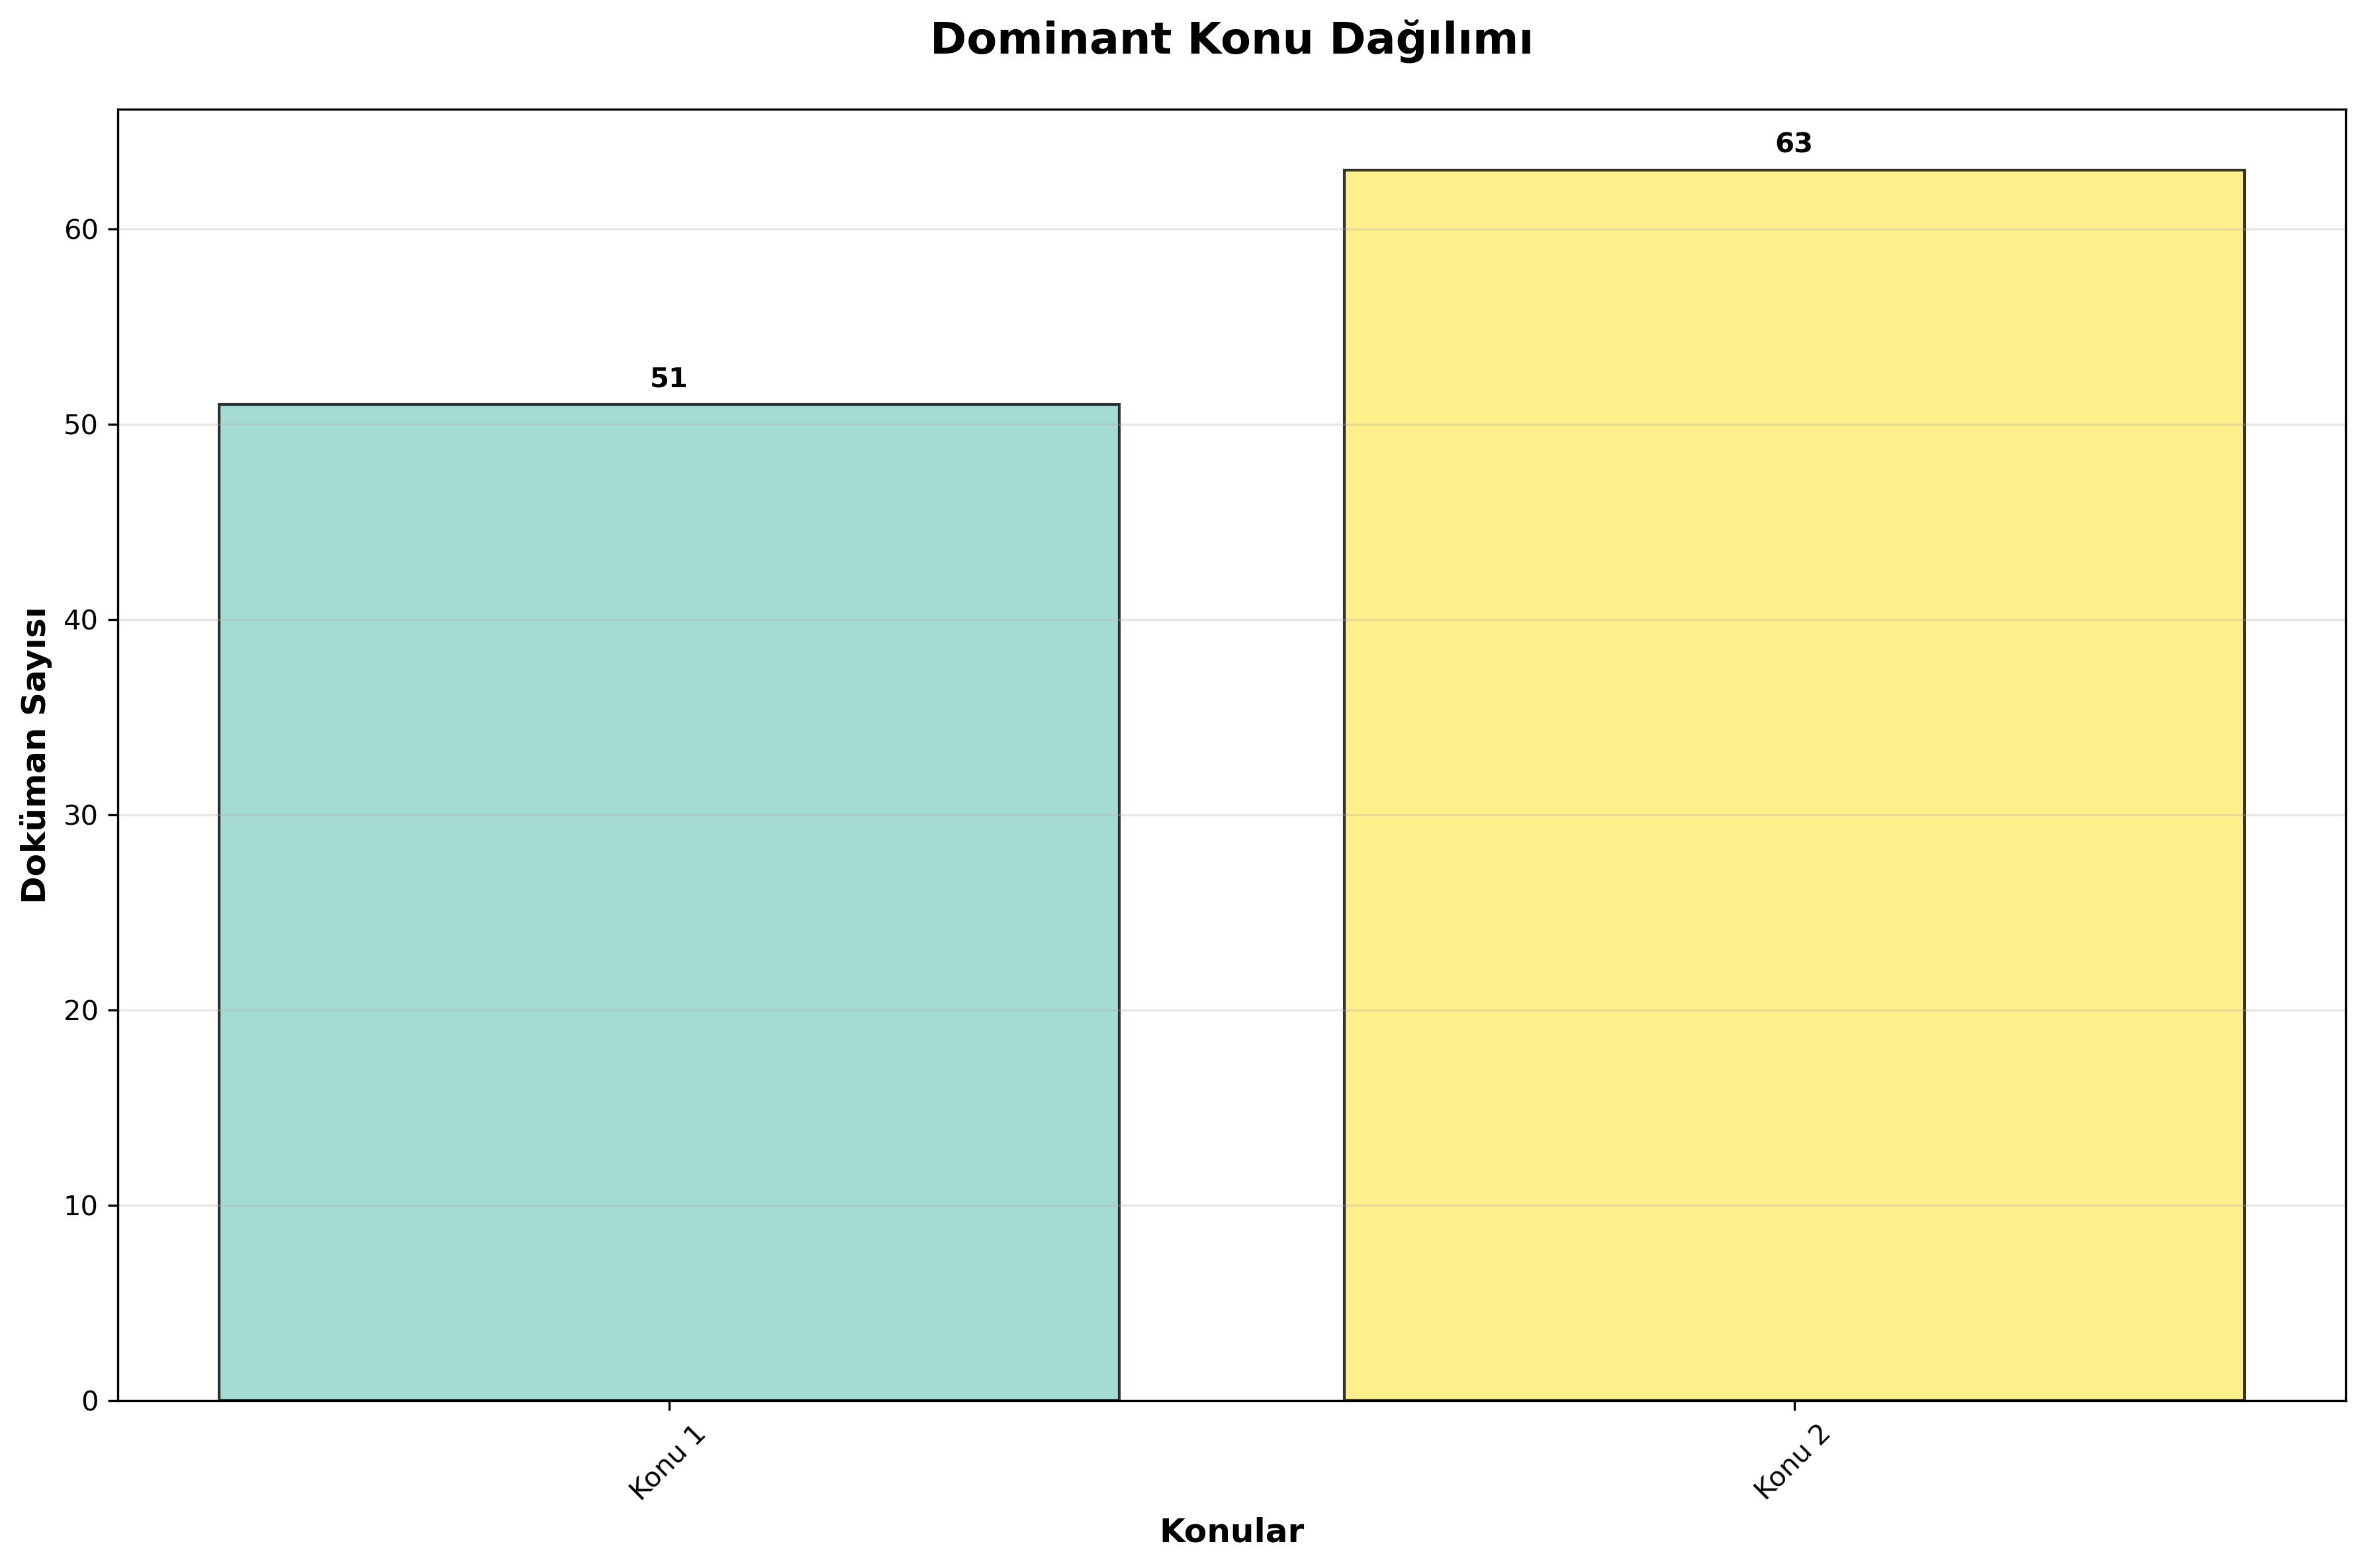 Dominant Konu Dağılımı
Doküman Sayısı
60
50
40
30
20
10
0
51
63
Konu 1
Konu 2
Konular